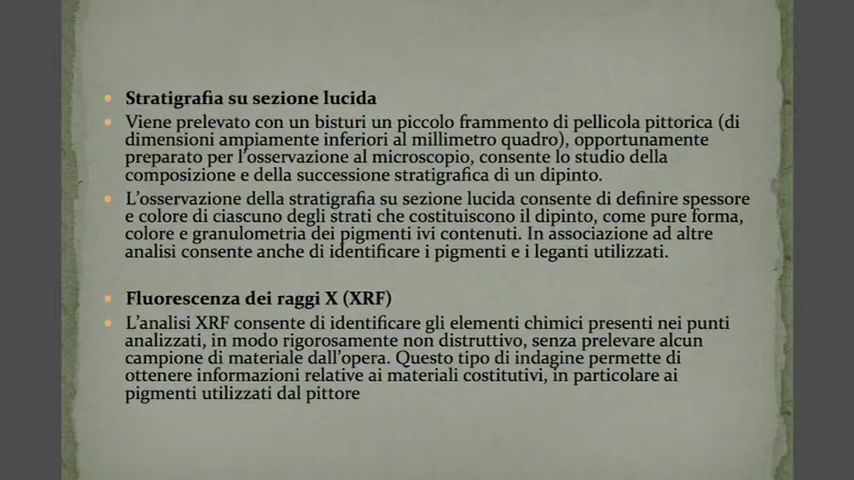 Stratigrafia su sezione lucida
Viene prelevato con un bisturi un piccolo frammento di pellicola pittorica (di
dimensioni ampiamente inferiori al millimetro quadro), opportunamente
preparato per l'osservazione al microscopio, consente lo studio della
composizione e della successione stratigrafica di un dipinto.
L'osservazione della stratigrafia su sezione lucida consente di definire spessore
e colore di ciascuno degli strati che costituiscono il dipinto, come pure forma,
colore e granulometria dei pigmenti ivi contenuti. In associazione ad altre
analisi consente anche di identificare i pigmenti e i leganti utilizzati.
Fluorescenza dei raggi X (XRF)
L'analisi XRF consente di identificare gli elementi chimici presenti nei punti
analizzati, in modo rigorosamente non distruttivo, senza prelevare alcun
campione di materiale dall'opera. Questo tipo di indagine permette di
ottenere informazioni relative ai materiali costitutivi, in particolare ai
pigmenti utilizzati dal pittore